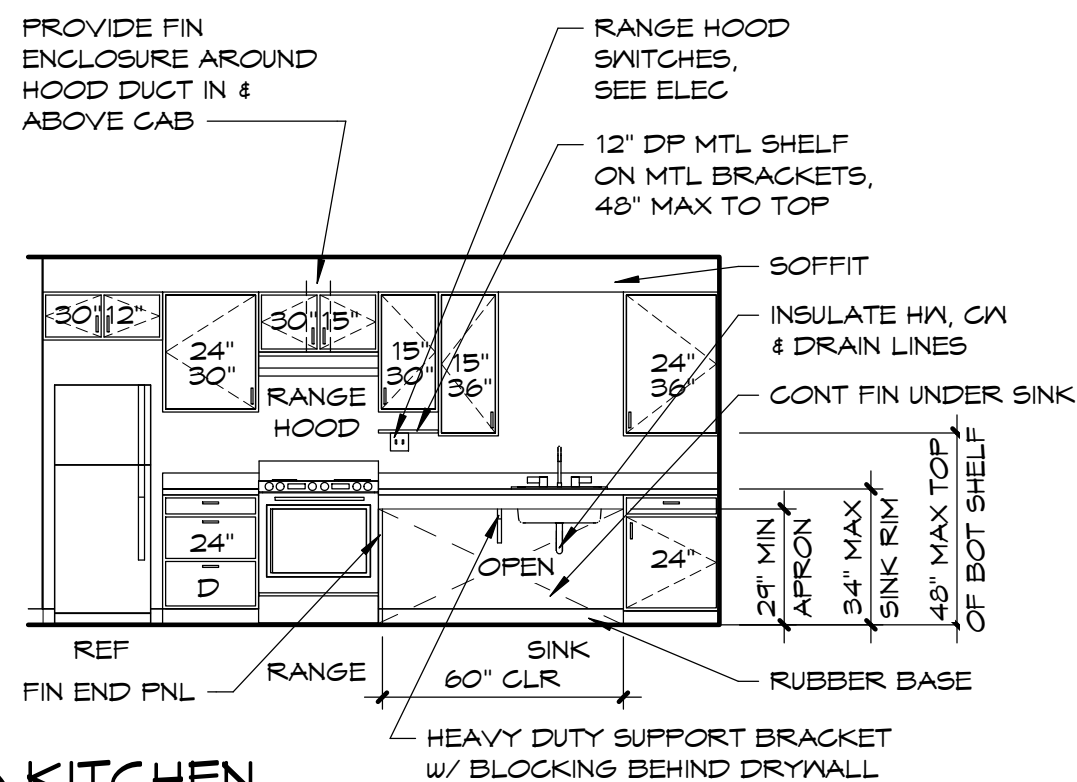 PROVIDE FIN
ENCLOSURE AROUND
HOOD DUCT IN &
ABOVE CAB
RANGE HOOD
SWITCHES,
SEE ELEC
12" DP MTL SHELF
ON MTL BRACKETS,
48" MAX TO TOP
SOFFIT
INSULATE HW, CW
& DRAIN LINES
CONT FIN UNDER SINK
30" 12"
24"
30"
30" 15"
15"
30"
15"
36"
24"
36"
RANGE
HOOD
24"
D
OPEN
24"
29" MIN
APRON
34" MAX
SINK RIM
48" MAX TOP
OF BOT SHELF
REF
RANGE
SINK
60" CLR
FIN END PNL
RUBBER BASE
HEAVY DUTY SUPPORT BRACKET
W/ BLOCKING BEHIND DRYWALL
KITCHEN